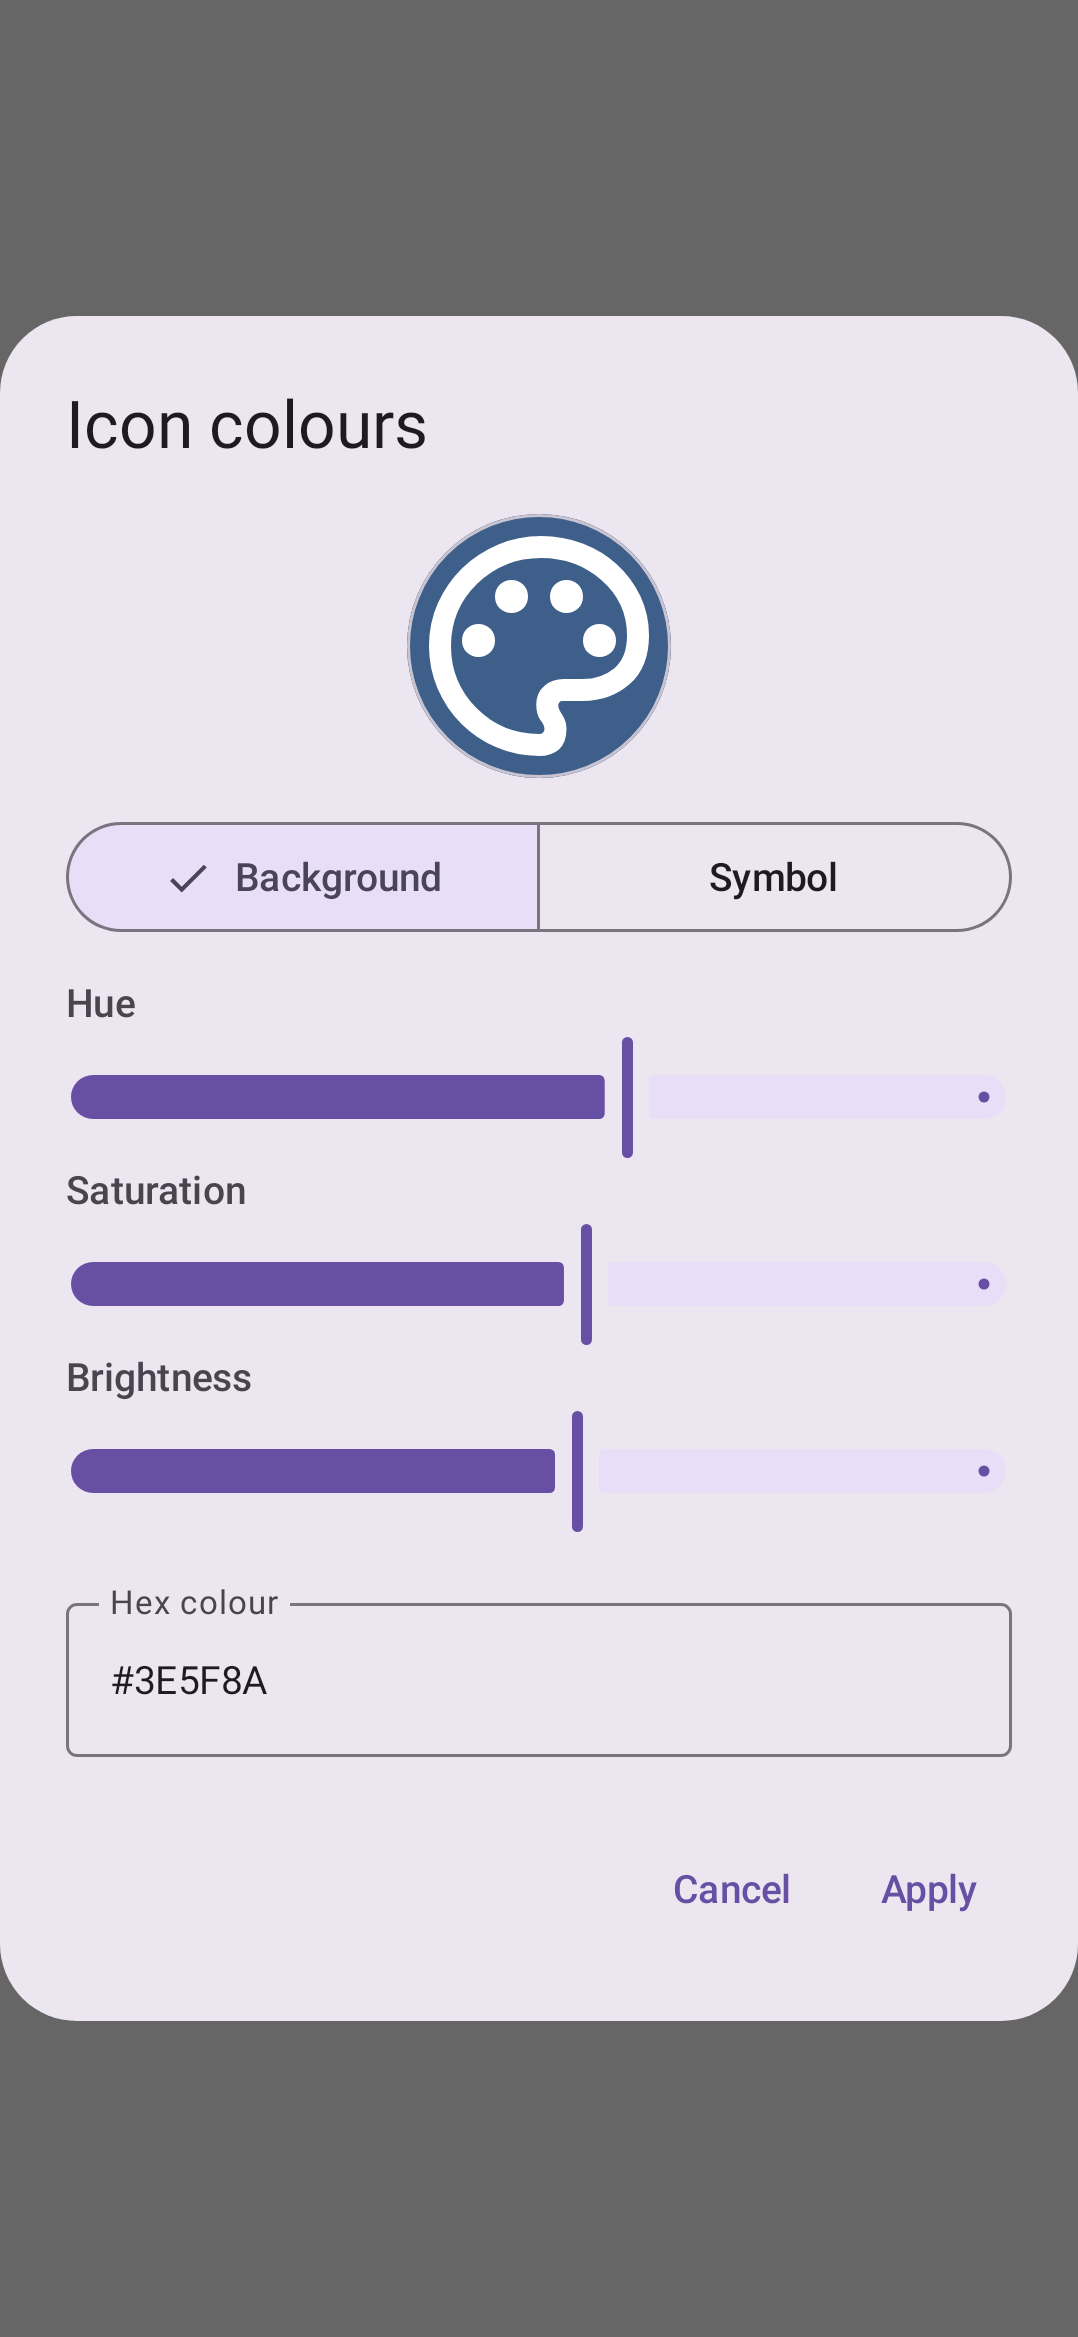 Icon colours
Background
Symbol
Hue
Saturation
Brightness
Hex colour
#3E5F8A
Cancel
Apply